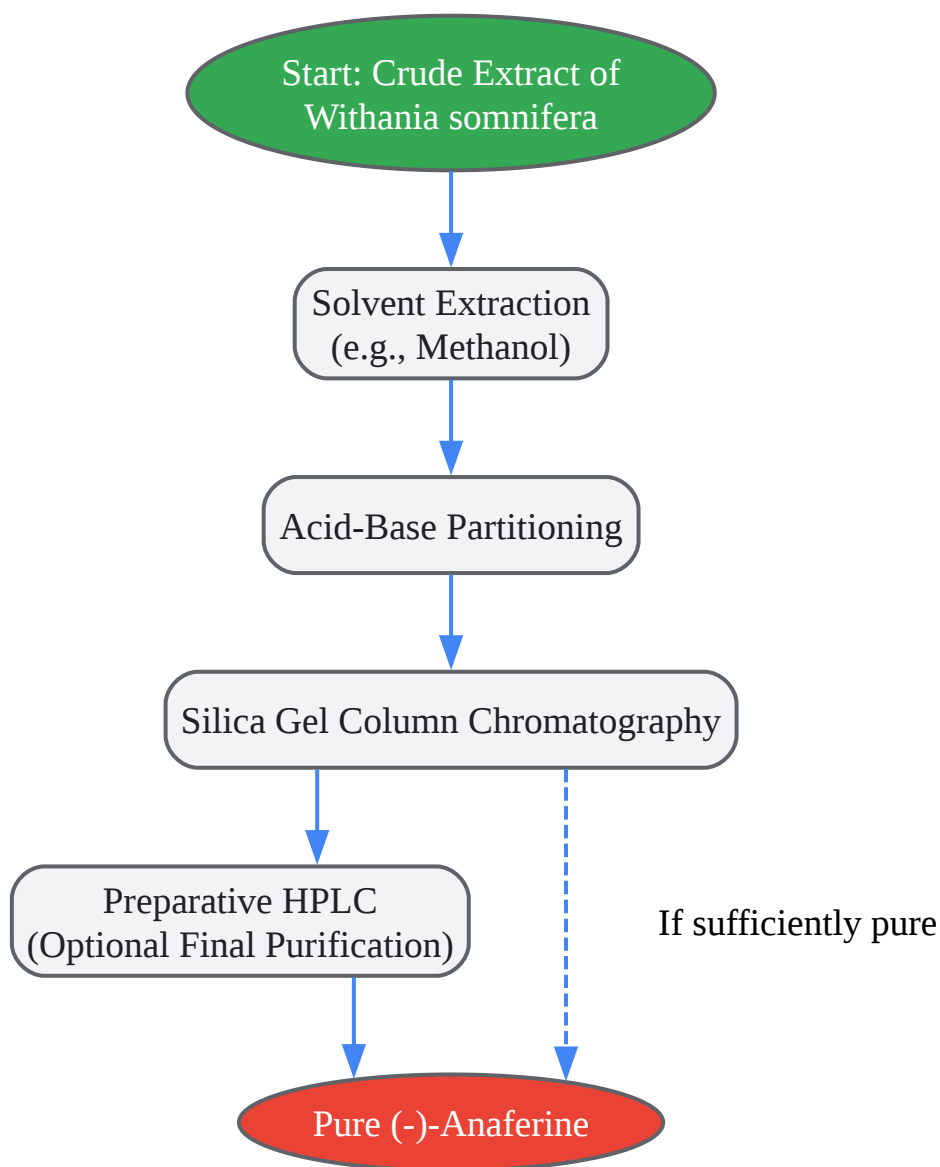 Start: Crude Extract of
Withania somnifera
Solvent Extraction
(e.g., Methanol)
Acid-Base Partitioning
Silica Gel Column Chromatography
Preparative HPLC
(Optional Final Purification)
If sufficiently pure
Pure (-)-Anaferine